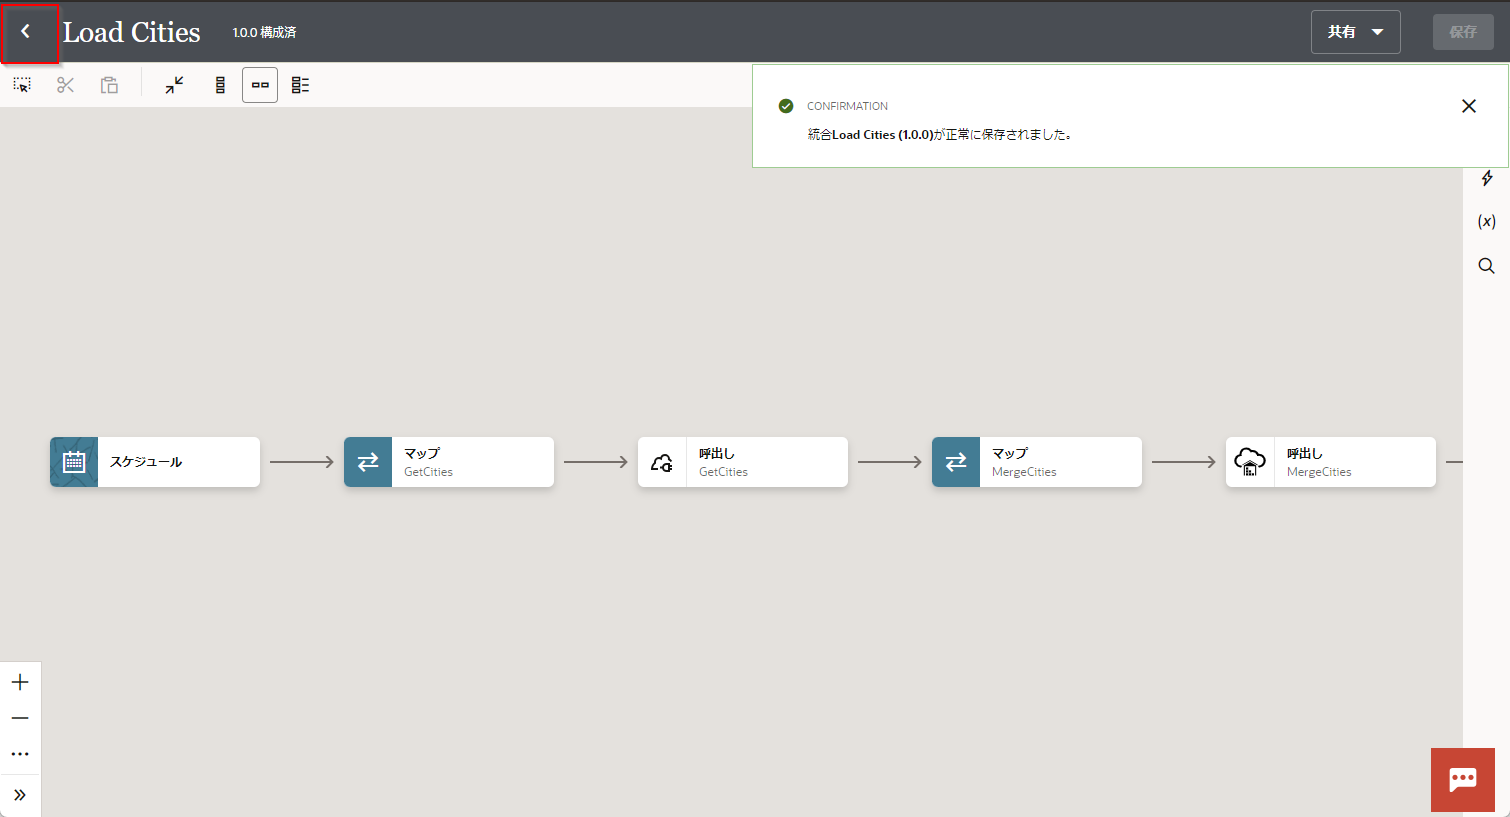 Load Cities
1.0.0 構成済
共有
保存
CONFIRMATION
統合Load Cities (1.0.0)が正常に保存されました。
(x)
スケジュール
マップ
GetCities
呼出し
GetCities
マップ
MergeCities
呼出し
MergeCities